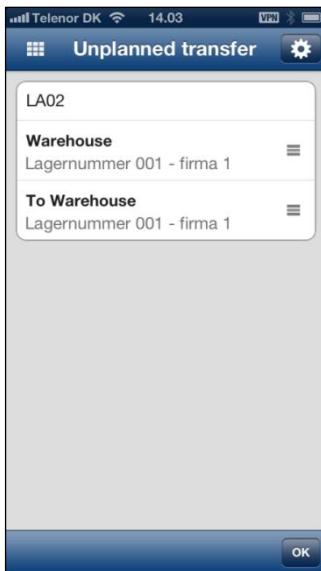 Telenor DK 14.03 VPN
Unplanned transfer
LA02
Warehouse
Lagernummer 001 - firma 1
To Warehouse
Lagernummer 001 - firma 1
OK